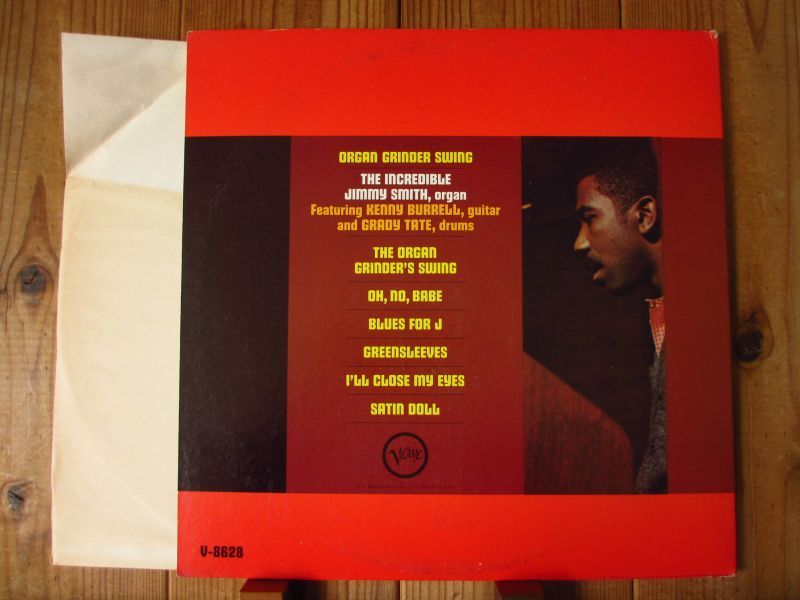 ORGAN GRINDER SWING
THE INCREDIBLE
JIMMY SMITH, organ
Featuring KENNY BURRELL, guitar
and GRADY TATE, drums
THE ORGAN
GRINDER'S SWING
OH, NO, BABE
BLUES FOR J
GREENSLEEVES
I'LL CLOSE MY EYES
SATIN DOLL
Verve
V-8628